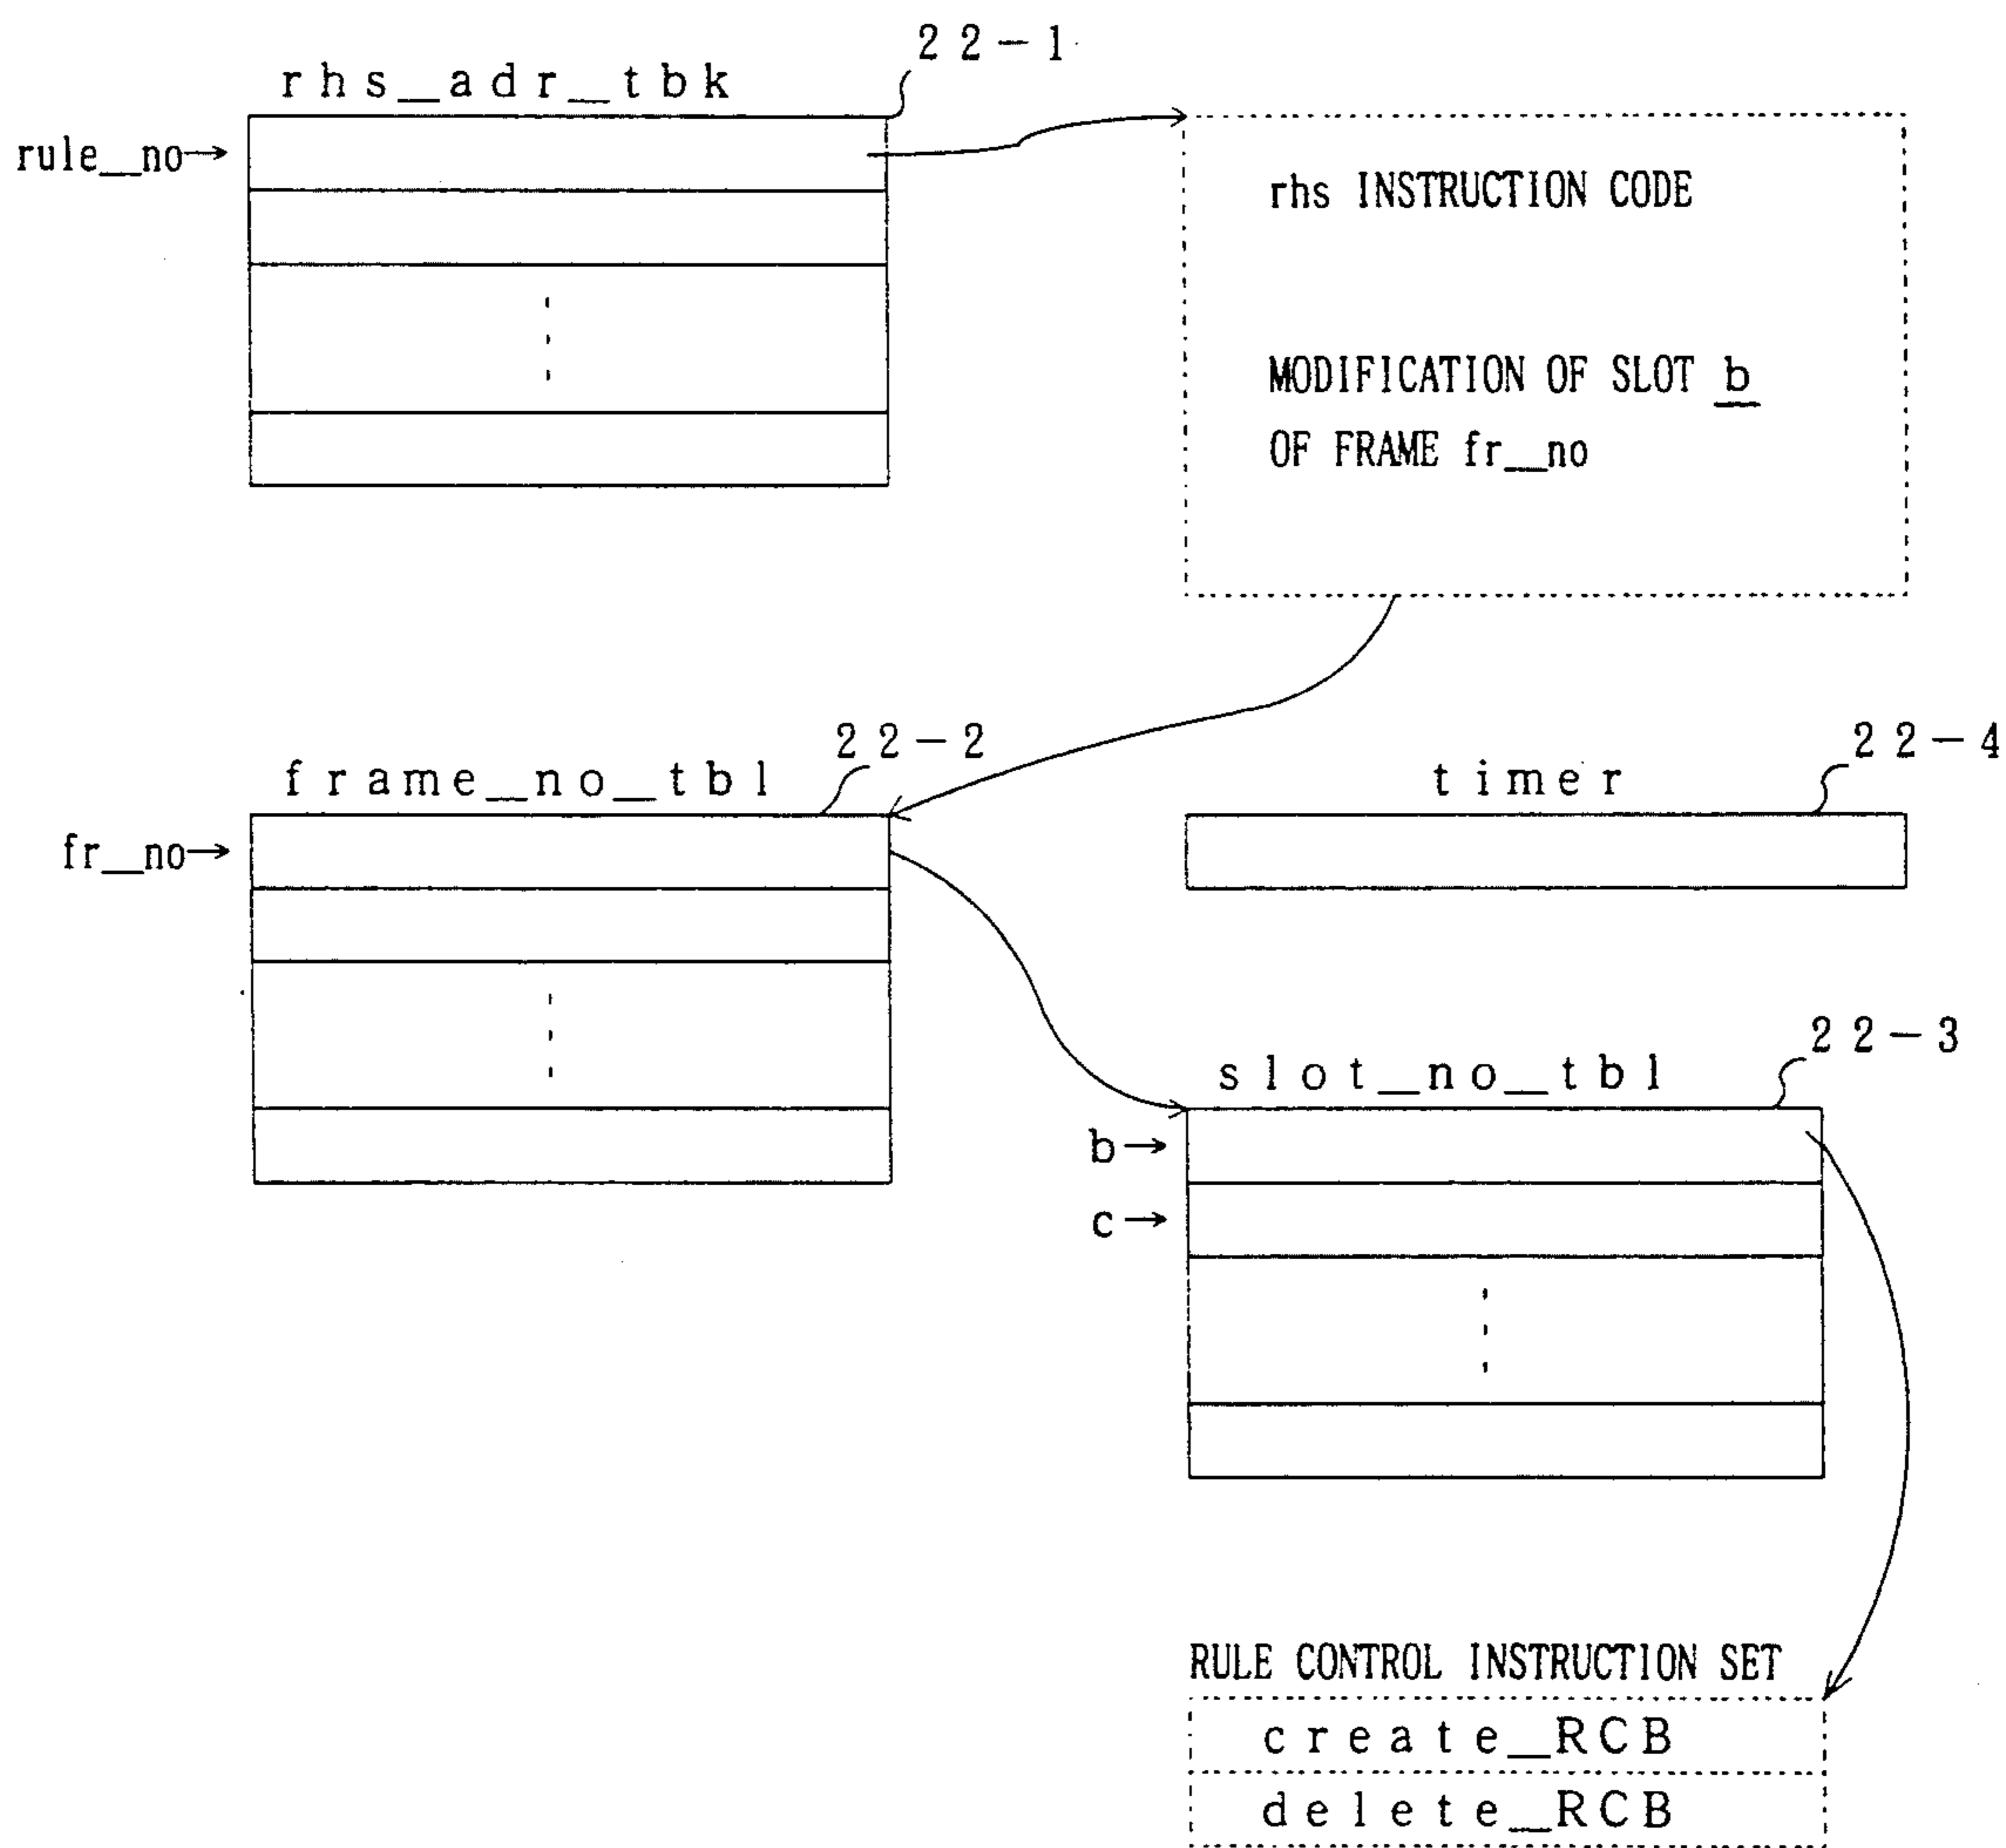 22-1
rhs_adr_tbk
rule_no→
rhs INSTRUCTION CODE
MODIFICATION OF SLOT b
OF FRAME fr_no
22-2
frame_no_tbl
fr_no→
22-4
timer
22-3
slot_no_tbl
b→
c→
RULE CONTROL INSTRUCTION SET
create_RCB
delete_RCB